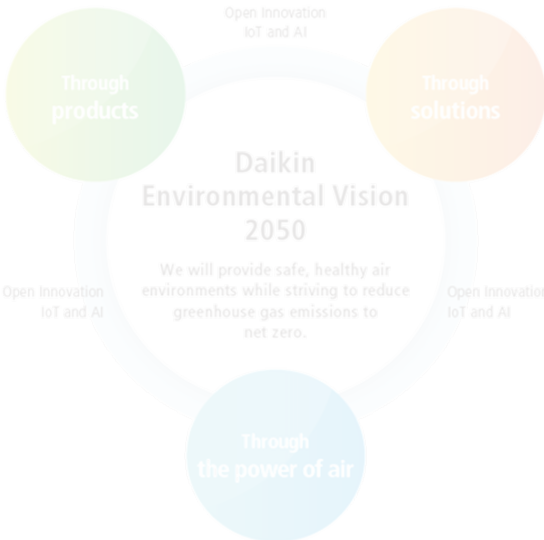 Open Innovation
IoT and AI
Through
products
Through
solutions
Daikin
Environmental Vision
2050
We will provide safe, healthy air
environments while striving to reduce
greenhouse gas emissions to
net zero.
Open Innovation
IoT and AI
Open Innovation
IoT and AI
Through
the power of air